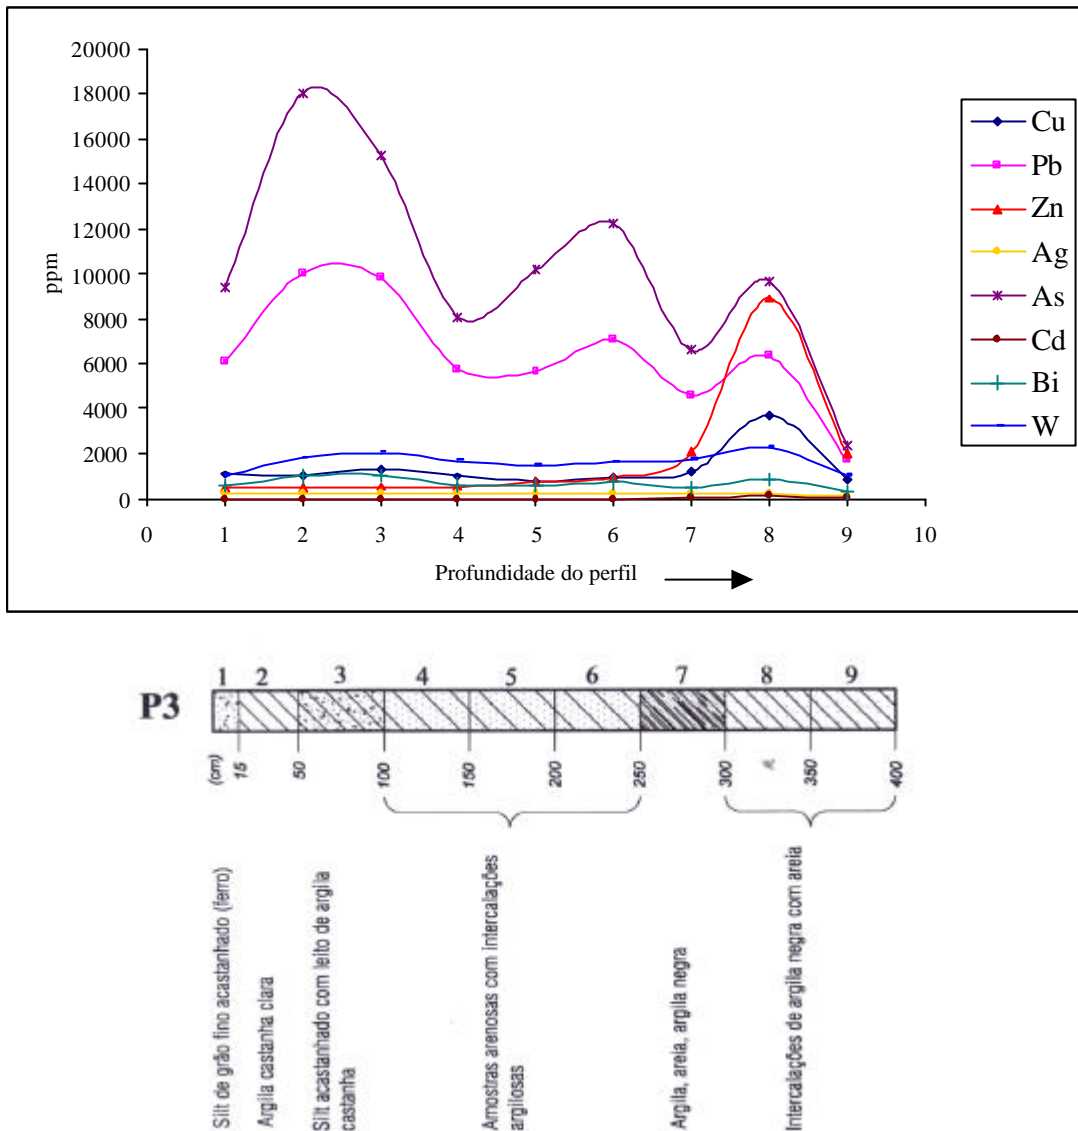 20000
18000
16000
14000
12000
10000
8000
6000
4000
2000
0
ppm
0 1 2 3 4 5 6 7 8 9 10
Profundidade do perfil
Cu
Pb
Zn
Ag
As
Cd
Bi
W
P3
1 2 3 4 5 6 7 8 9
(cm) 15 50 100 150 200 250 300 350 400
Silt de grão fino acastanhado (ferro)
Argila castanha clara
Silt acastanhado com leito de argila
castanha
Amostras arenosas com intercalações
argilosas
Argila, areia, argila negra
Intercalações de argila negra com areia